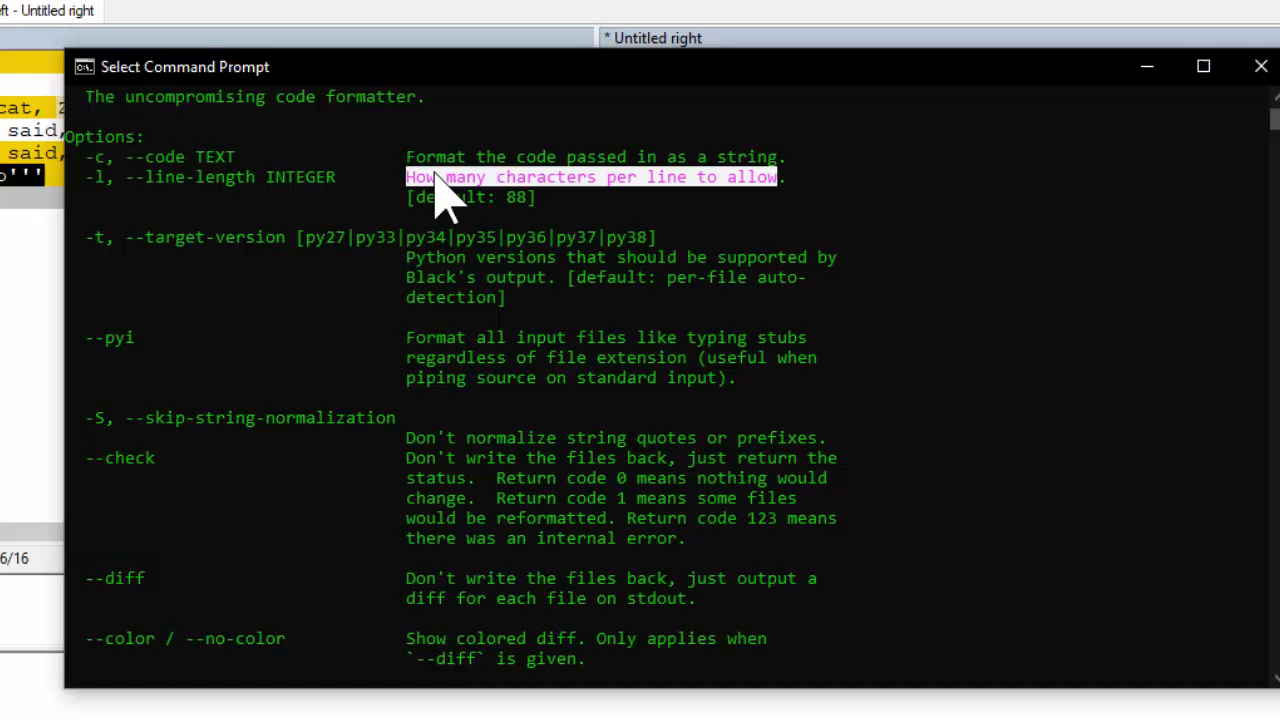 ft - Untitled right
* Untitled right
Select Command Prompt
The uncompromising code formatter.
cat, 2
said,
said,
o'''
Options:
-c, --code TEXT Format the code passed in as a string.
-l, --line-length INTEGER How many characters per line to allow.
[default: 88]
-t, --target-version [py27|py33|py34|py35|py36|py37|py38]
Python versions that should be supported by
Black's output. [default: per-file auto-
detection]
--pyi Format all input files like typing stubs
regardless of file extension (useful when
piping source on standard input).
-S, --skip-string-normalization
Don't normalize string quotes or prefixes.
--check Don't write the files back, just return the
status. Return code 0 means nothing would
change. Return code 1 means some files
would be reformatted. Return code 123 means
there was an internal error.
6/16
--diff Don't write the files back, just output a
diff for each file on stdout.
--color / --no-color Show colored diff. Only applies when
`--diff` is given.